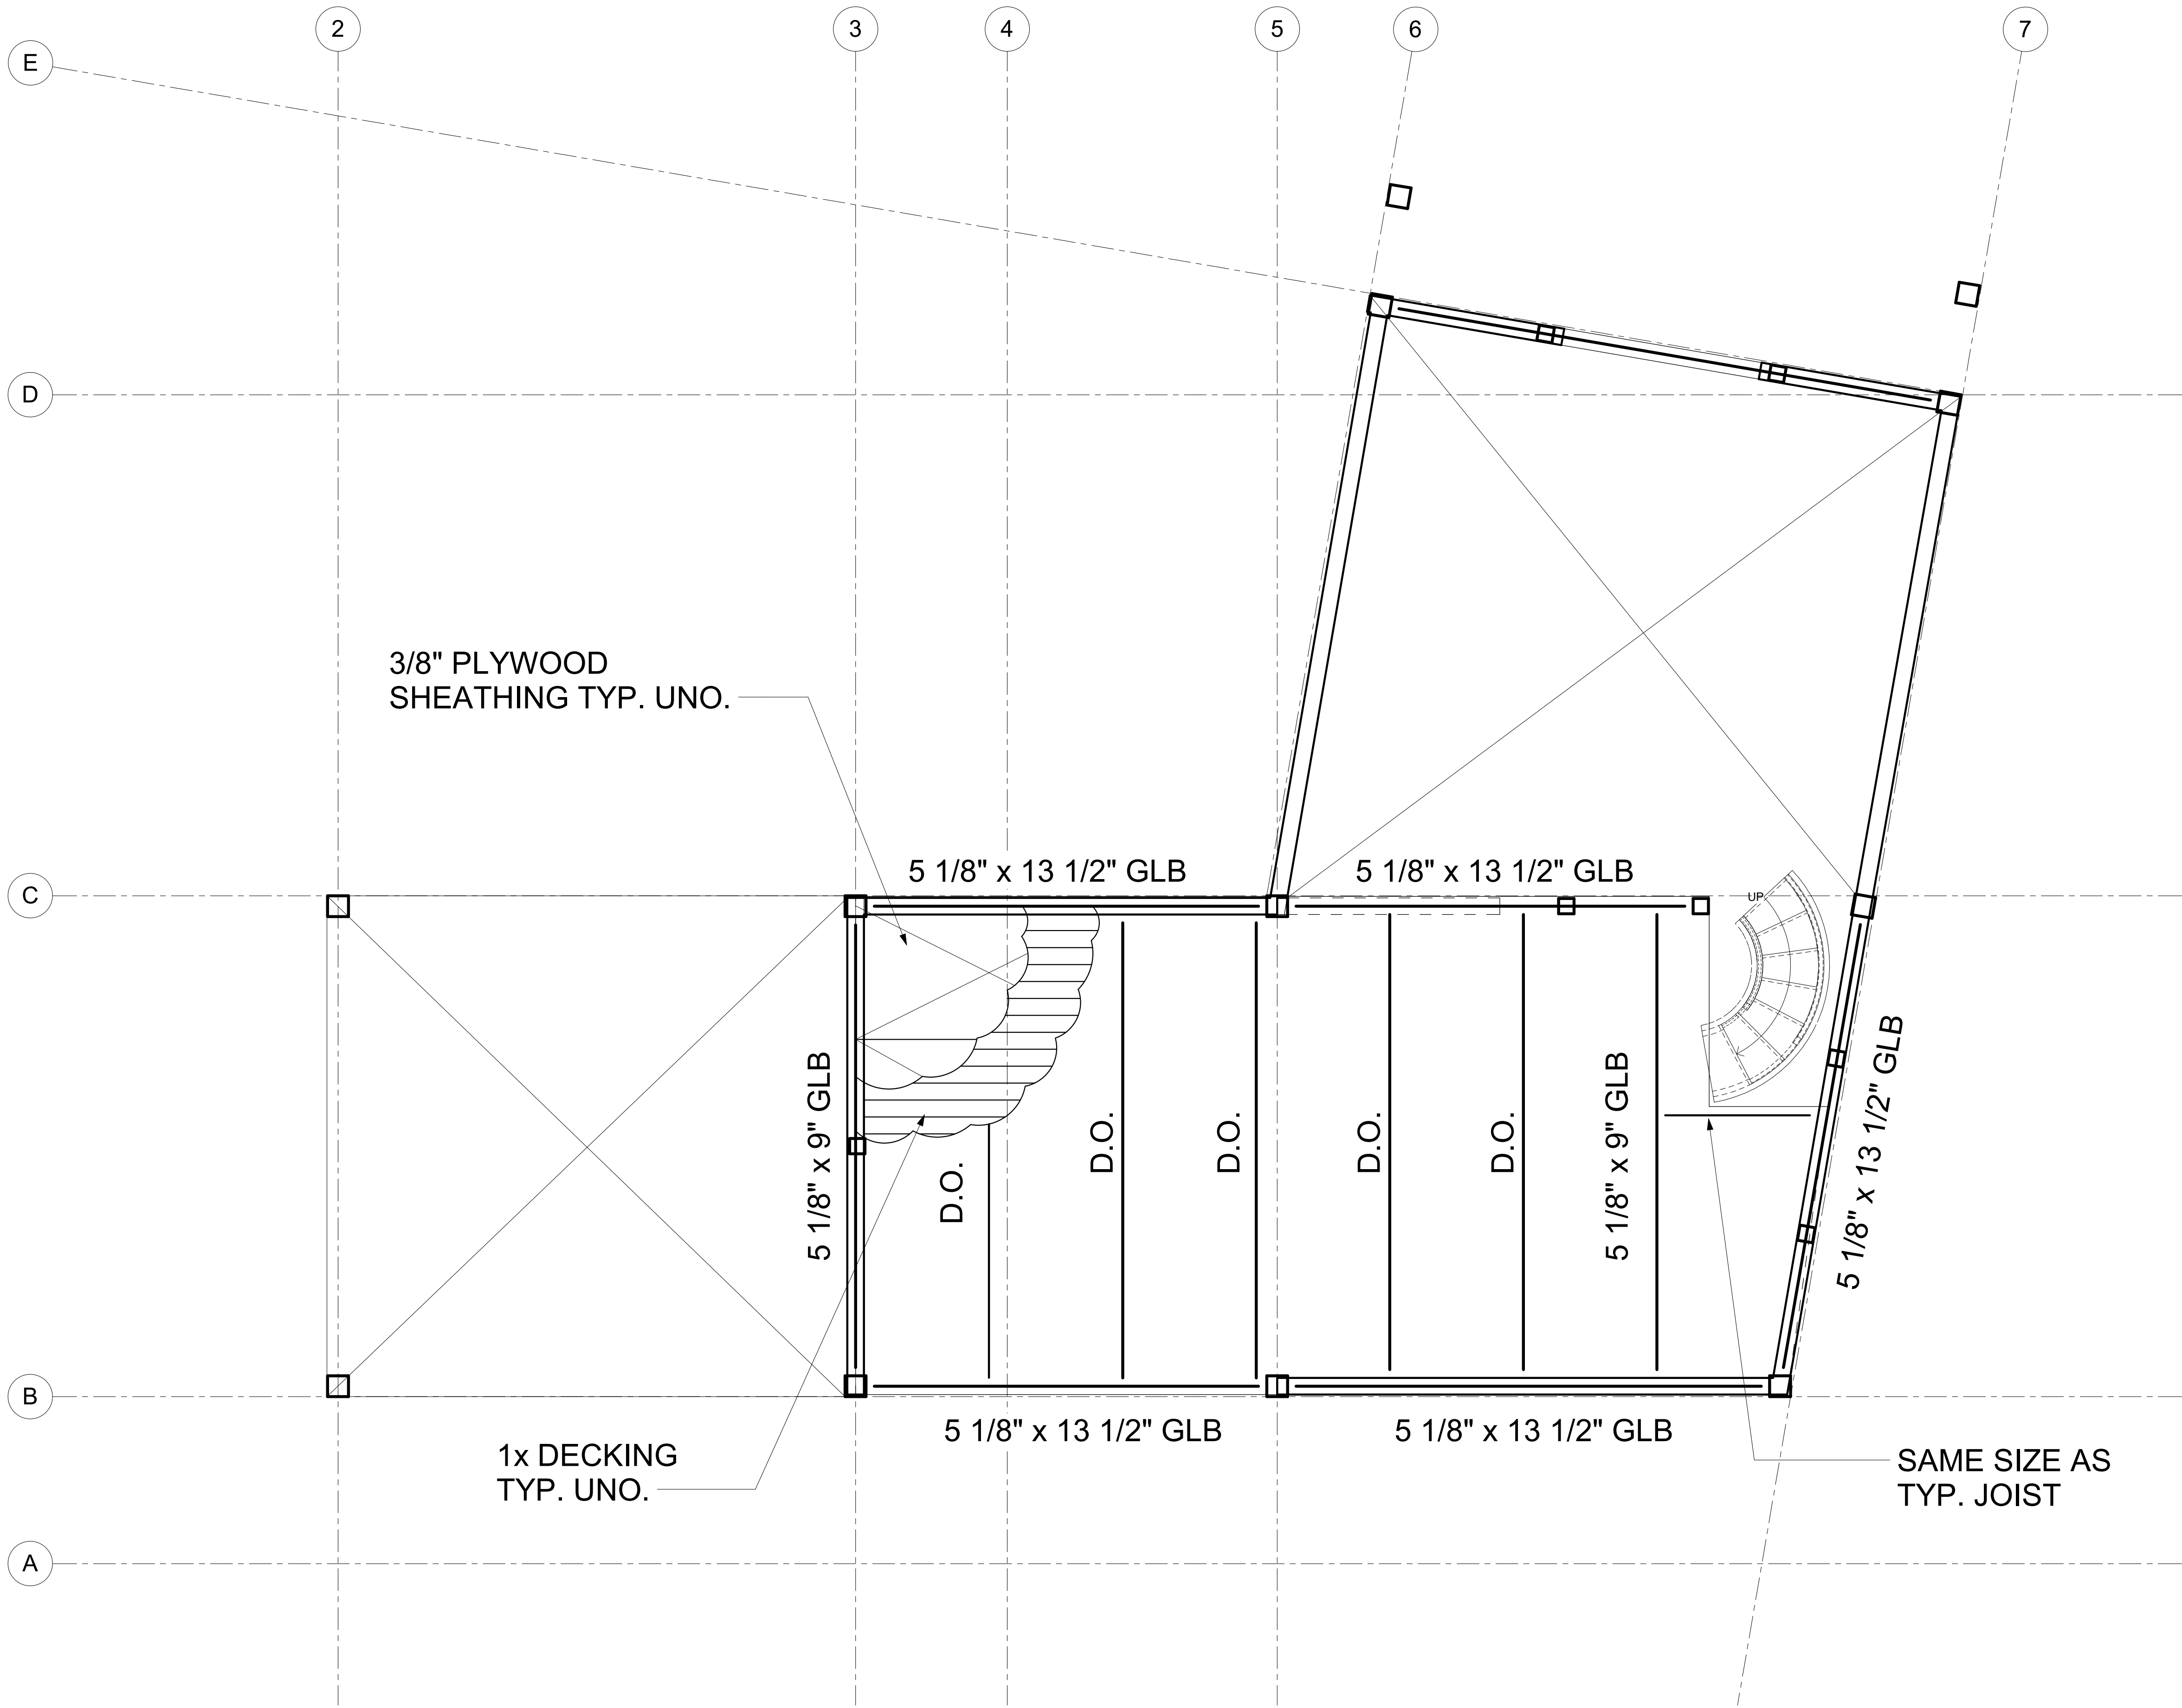 2
3
4
5
6
7
E
D
3/8" PLYWOOD
SHEATHING TYP. UNO.
5 1/8" x 13 1/2" GLB
5 1/8" x 13 1/2" GLB
C
UP
5 1/8" x 9" GLB
D.O.
D.O.
D.O.
D.O.
D.O.
5 1/8" x 9" GLB
5 1/8" x 13 1/2" GLB
B
5 1/8" x 13 1/2" GLB
5 1/8" x 13 1/2" GLB
1x DECKING
TYP. UNO.
SAME SIZE AS
TYP. JOIST
A